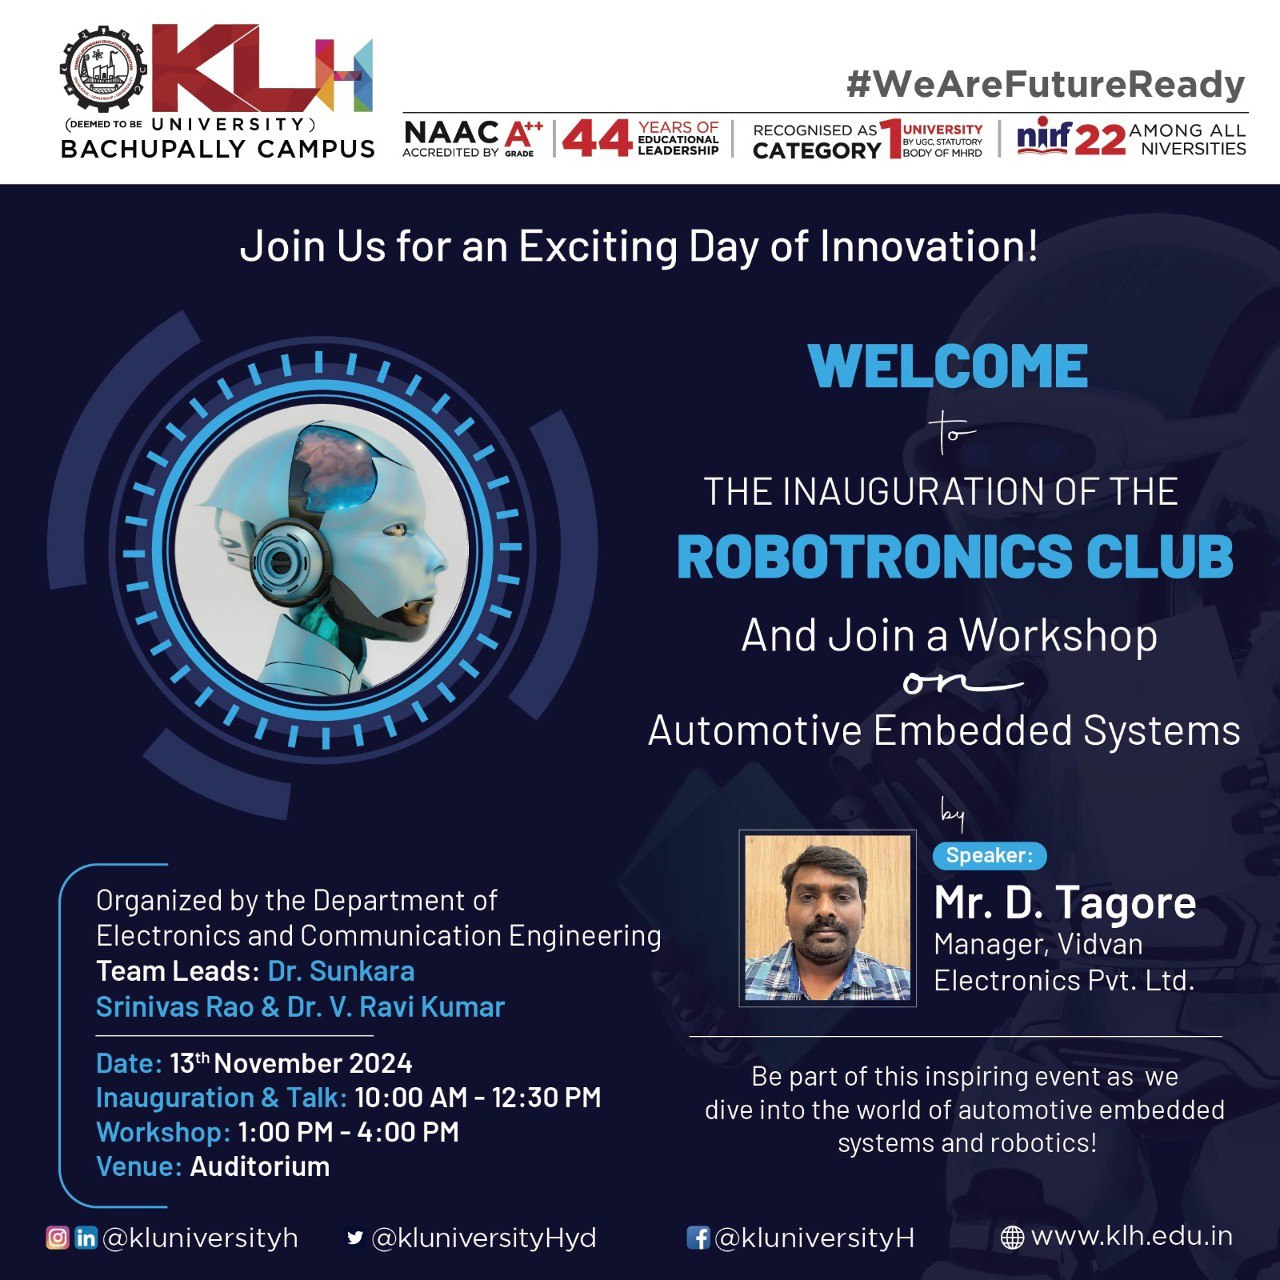 KLH
(DEEMED TO BE UNIVERSITY)
BACHUPALLY CAMPUS
#WeAreFutureReady
NAAC A++
ACCREDITED BY GRADE
44 YEARS OF
EDUCATIONAL
LEADERSHIP
RECOGNISED AS
CATEGORY 1 UNIVERSITY
BY UGC, STATUTORY
BODY OF MHRD
nirf 22 AMONG ALL
NIVERSITIES
Join Us for an Exciting Day of Innovation!
WELCOME
to
THE INAUGURATION OF THE
ROBOTRONICS CLUB
And Join a Workshop
on
Automotive Embedded Systems
by
Speaker:
Mr. D. Tagore
Manager, Vidvan
Electronics Pvt. Ltd.
Be part of this inspiring event as we
dive into the world of automotive embedded
systems and robotics!
Organized by the Department of
Electronics and Communication Engineering
Team Leads: Dr. Sunkara
Srinivas Rao & Dr. V. Ravi Kumar
Date: 13th November 2024
Inauguration & Talk: 10:00 AM - 12:30 PM
Workshop: 1:00 PM - 4:00 PM
Venue: Auditorium
@kluniversityh
@kluniversityHyd
@kluniversityH
www.klh.edu.in